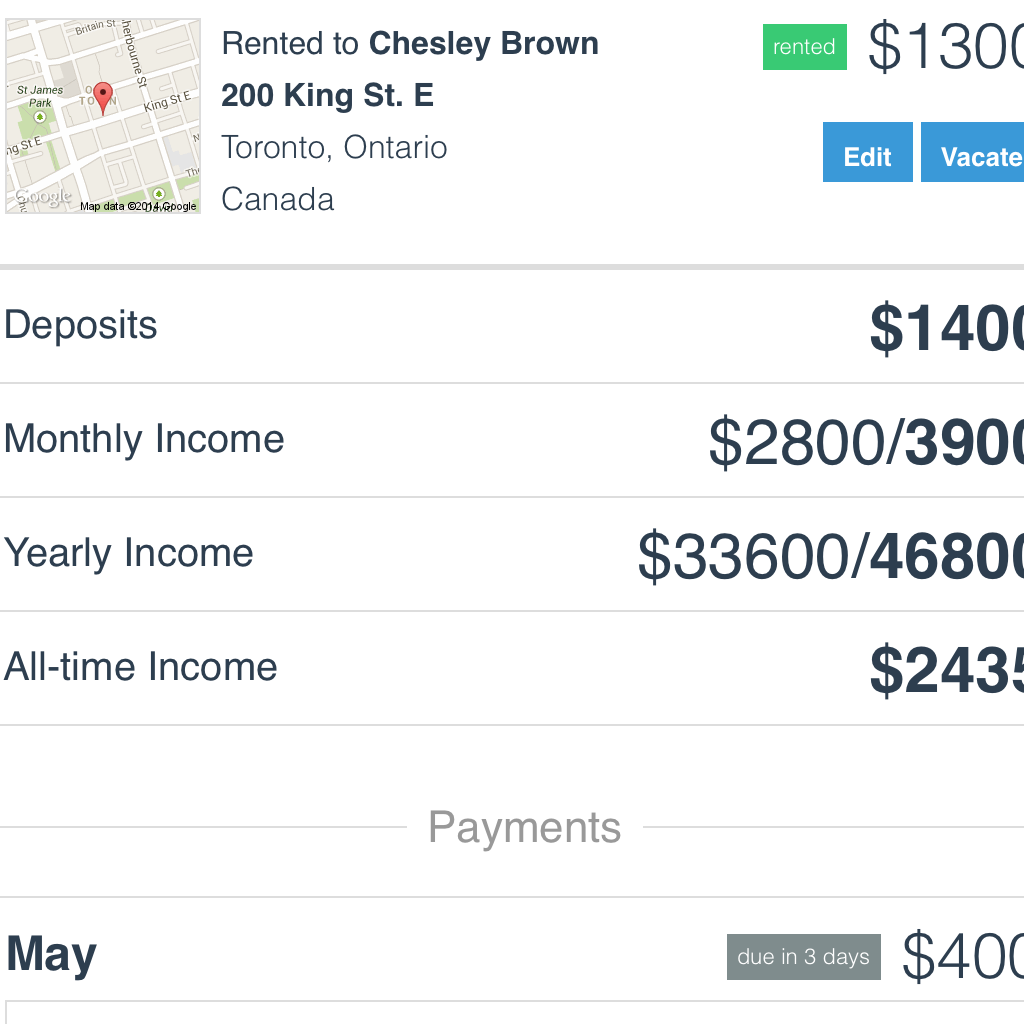 Rented to Chesley Brown
200 King St. E
Toronto, Ontario
Canada
rented
$1300
Edit
Vacate
Britain St
herbourne St
St James
Park
King St E
ng St E
Google
Map data ©2014 Google
Deposits
$1400
Monthly Income
$2800/3900
Yearly Income
$33600/46800
All-time Income
$2435
Payments
May
due in 3 days
$400